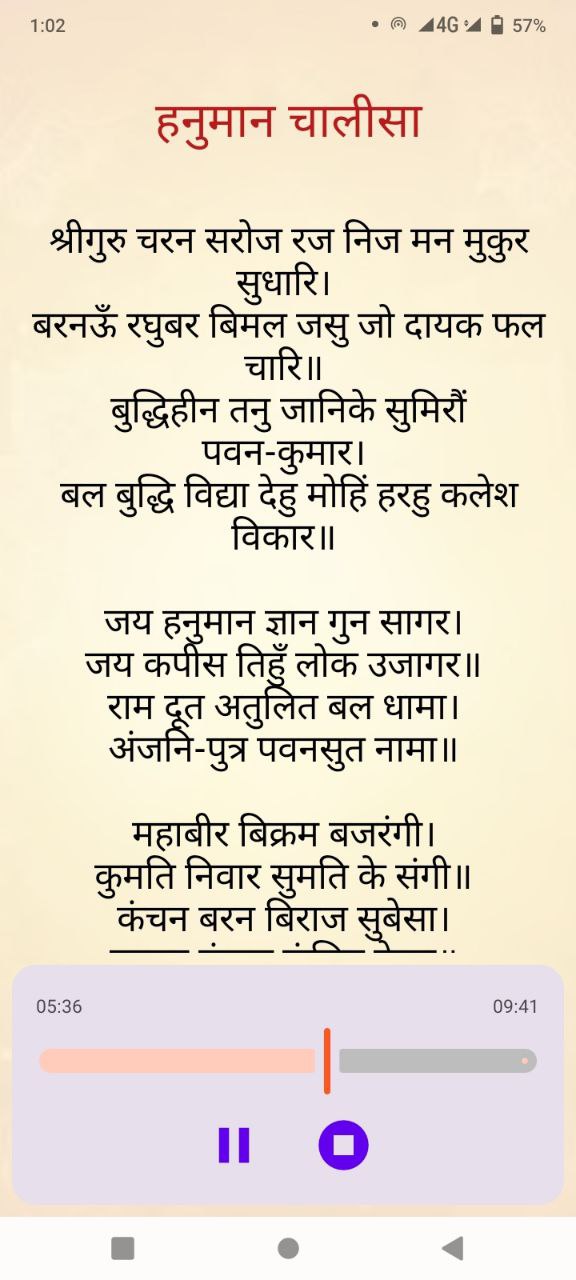 1:02
4G
57%
हनुमान चालीसा
श्रीगुरु चरन सरोज रज निज मन मुकुर
सुधारि।
बरनऊँ रघुबर बिमल जसु जो दायक फल
चारि॥
बुद्धिहीन तनु जानिके सुमिरौं
पवन-कुमार।
बल बुद्धि विद्या देहु मोहिं हरहु कलेश
विकार॥
जय हनुमान ज्ञान गुन सागर।
जय कपीस तिहुँ लोक उजागर॥
राम दूत अतुलित बल धामा।
अंजनि-पुत्र पवनसुत नामा॥
महाबीर बिक्रम बजरंगी।
कुमति निवार सुमति के संगी॥
कंचन बरन बिराज सुबेसा।
05:36
09:41